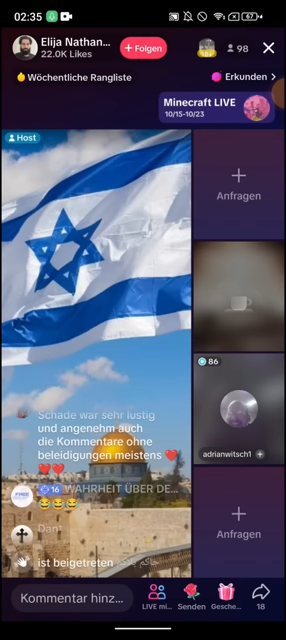 02:35
67
Elija Nathan...
22.0K Likes
+ Folgen
98
Wöchentliche Rangliste
Erkunden >
Minecraft LIVE
10/15-10/23
Host
Anfragen
86
adrianwitsch1
Schade war sehr lustig
und angenehm auch
die Kommentare ohne
beleidigungen meistens ❤️
❤️❤️
16 WAHRHEIT ÜBER DE...
😂😂😂
Dan
ist beigetreten
Anfragen
Kommentar hinz...
LIVE mi...
Senden
Gesche...
18